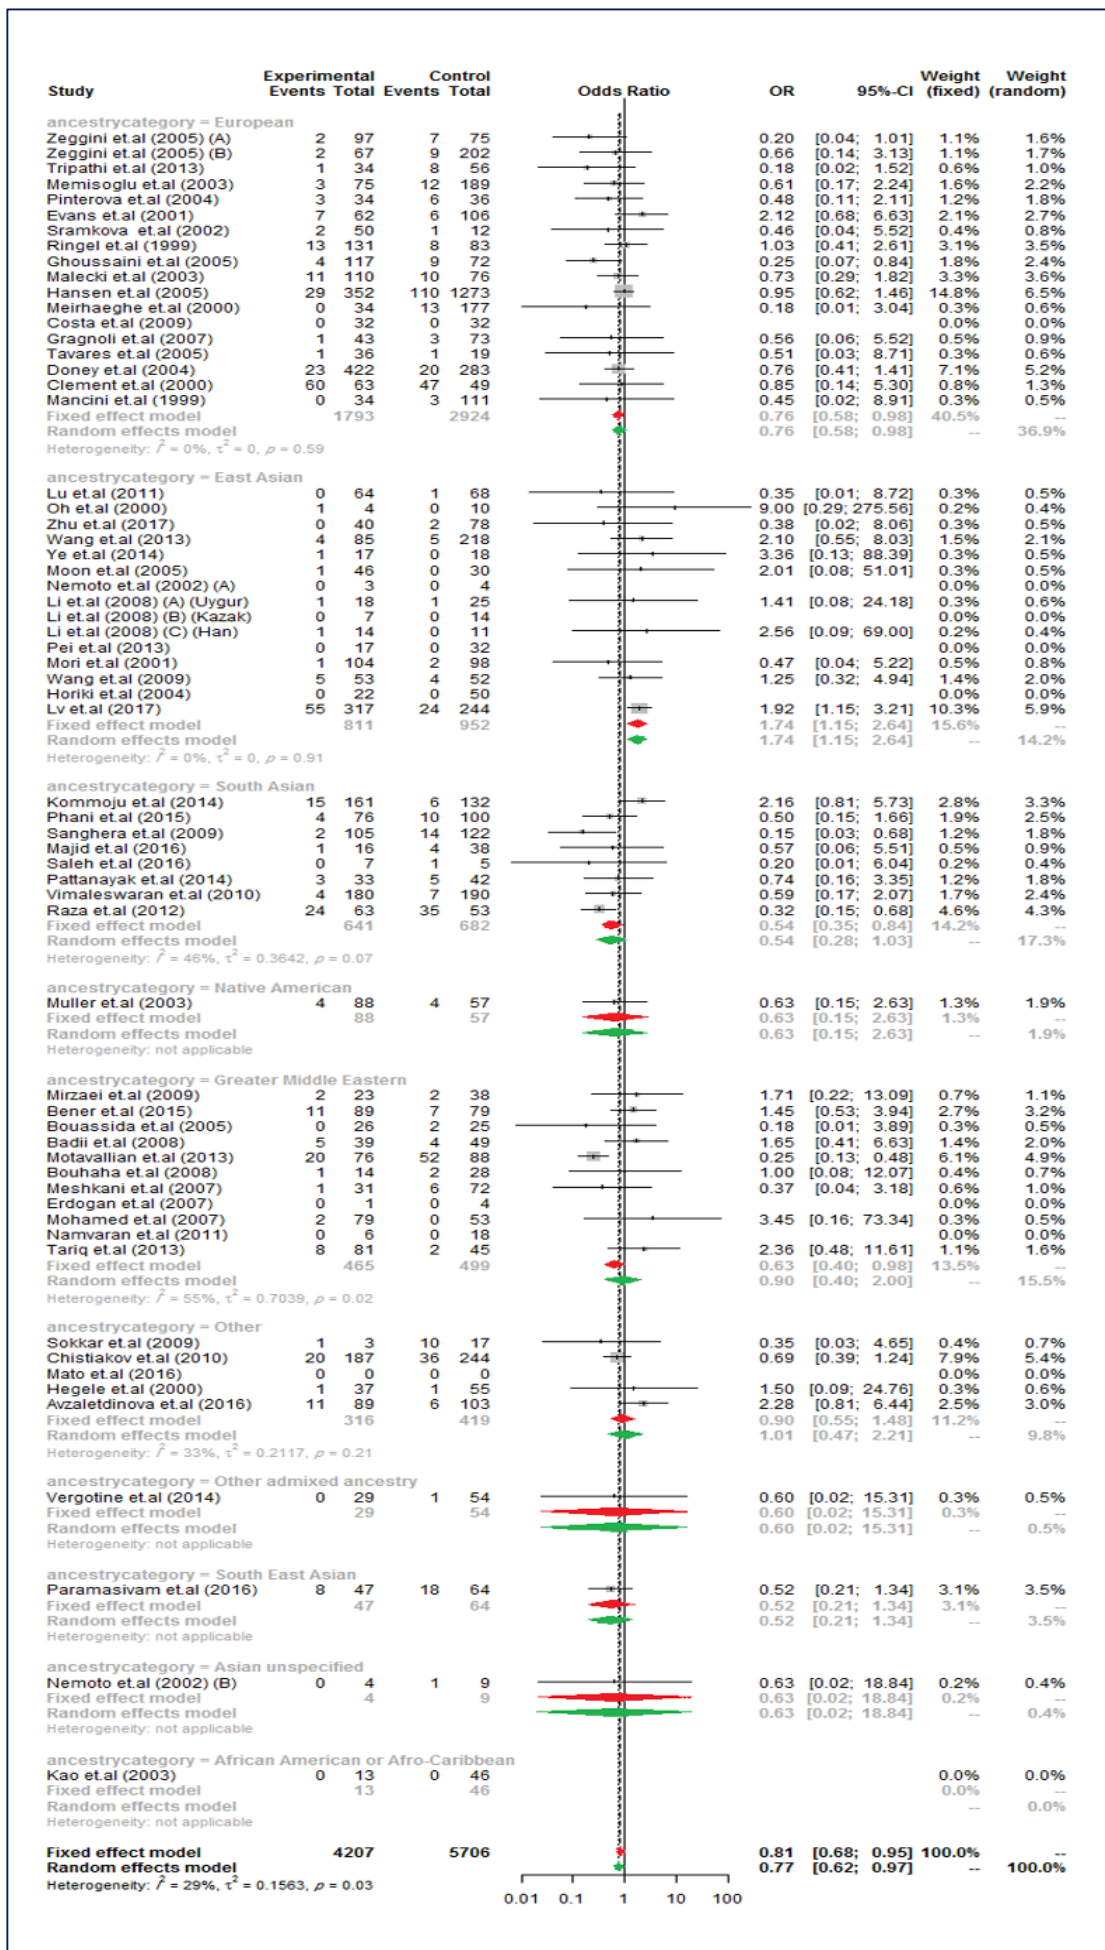 Experimental Control Weight Weight
Study Events Total Events Total Odds Ratio OR 95%-CI (fixed) (random)
ancestrycategory = European
Zeggini et.al (2005) (A) 2 97 7 75 0.20 [0.04; 1.01] 1.1% 1.6%
Zeggini et.al (2005) (B) 2 67 9 202 0.66 [0.14; 3.13] 1.1% 1.7%
Tripathi et.al (2013) 1 34 8 56 0.18 [0.02; 1.52] 0.6% 1.0%
Memisoglu et.al (2003) 3 75 12 189 0.61 [0.17; 2.24] 1.6% 2.2%
Pinterova et.al (2004) 3 34 6 36 0.48 [0.11; 2.11] 1.2% 1.8%
Evans et.al (2001) 7 62 6 106 2.12 [0.68; 6.63] 2.1% 2.7%
Sramkova et.al (2002) 2 50 1 12 0.46 [0.04; 5.52] 0.4% 0.8%
Ringel et.al (1999) 13 131 8 83 1.03 [0.41; 2.61] 3.1% 3.5%
Ghoussaini et.al (2005) 4 117 9 72 0.25 [0.07; 0.84] 1.8% 2.4%
Malecki et.al (2003) 11 110 10 76 0.73 [0.29; 1.82] 3.3% 3.6%
Hansen et.al (2005) 29 352 110 1273 0.95 [0.62; 1.46] 14.8% 6.5%
Meirhaeghe et.al (2000) 0 34 13 177 0.18 [0.01; 3.04] 0.3% 0.6%
Costa et.al (2009) 0 32 0 32 0.0% 0.0%
Gragnoli et.al (2007) 1 43 3 73 0.56 [0.06; 5.52] 0.5% 0.9%
Tavares et.al (2005) 1 36 1 19 0.51 [0.03; 8.71] 0.3% 0.6%
Doney et.al (2004) 23 422 20 283 0.76 [0.41; 1.41] 7.1% 5.2%
Clement et.al (2000) 60 63 47 49 0.85 [0.14; 5.30] 0.8% 1.3%
Mancini et.al (1999) 0 34 3 111 0.45 [0.02; 8.91] 0.3% 0.5%
Fixed effect model 1793 2924 0.76 [0.58; 0.98] 40.5% --
Random effects model 0.76 [0.58; 0.98] -- 36.9%
Heterogeneity: I² = 0%, τ² = 0, p = 0.59
ancestrycategory = East Asian
Lu et.al (2011) 0 64 1 68 0.35 [0.01; 8.72] 0.3% 0.5%
Oh et.al (2000) 1 4 0 10 9.00 [0.29; 275.56] 0.2% 0.4%
Zhu et.al (2017) 0 40 2 78 0.38 [0.02; 8.06] 0.3% 0.5%
Wang et.al (2013) 4 85 5 218 2.10 [0.55; 8.03] 1.5% 2.1%
Ye et.al (2014) 1 17 0 18 3.36 [0.13; 88.39] 0.3% 0.5%
Moon et.al (2005) 1 46 0 30 2.01 [0.08; 51.01] 0.3% 0.5%
Nemoto et.al (2002) (A) 0 3 0 4 0.0% 0.0%
Li et.al (2008) (A) (Uygur) 1 18 1 25 1.41 [0.08; 24.18] 0.3% 0.6%
Li et.al (2008) (B) (Kazak) 0 7 0 14 0.0% 0.0%
Li et.al (2008) (C) (Han) 1 14 0 11 2.56 [0.09; 69.00] 0.2% 0.4%
Pei et.al (2013) 0 17 0 32 0.0% 0.0%
Mori et.al (2001) 1 104 2 98 0.47 [0.04; 5.22] 0.5% 0.8%
Wang et.al (2009) 5 53 4 52 1.25 [0.32; 4.94] 1.4% 2.0%
Horiki et.al (2004) 0 22 0 50 0.0% 0.0%
Lv et.al (2017) 55 317 24 244 1.92 [1.15; 3.21] 10.3% 5.9%
Fixed effect model 811 952 1.74 [1.15; 2.64] 15.6% --
Random effects model 1.74 [1.15; 2.64] -- 14.2%
Heterogeneity: I² = 0%, τ² = 0, p = 0.91
ancestrycategory = South Asian
Kommoju et.al (2014) 15 161 6 132 2.16 [0.81; 5.73] 2.8% 3.3%
Phani et.al (2015) 4 76 10 100 0.50 [0.15; 1.66] 1.9% 2.5%
Sanghera et.al (2009) 2 105 14 122 0.15 [0.03; 0.68] 1.2% 1.8%
Majid et.al (2016) 1 16 4 38 0.57 [0.06; 5.51] 0.5% 0.9%
Saleh et.al (2016) 0 7 1 5 0.20 [0.01; 6.04] 0.2% 0.4%
Pattanayak et.al (2014) 3 33 5 42 0.74 [0.16; 3.35] 1.2% 1.8%
Vimaleswaran et.al (2010) 4 180 7 190 0.59 [0.17; 2.07] 1.7% 2.4%
Raza et.al (2012) 24 63 35 53 0.32 [0.15; 0.68] 4.6% 4.3%
Fixed effect model 641 682 0.54 [0.35; 0.84] 14.2% --
Random effects model 0.54 [0.28; 1.03] -- 17.3%
Heterogeneity: I² = 46%, τ² = 0.3642, p = 0.07
ancestrycategory = Native American
Muller et.al (2003) 4 88 4 57 0.63 [0.15; 2.63] 1.3% 1.9%
Fixed effect model 88 57 0.63 [0.15; 2.63] 1.3% --
Random effects model 0.63 [0.15; 2.63] -- 1.9%
Heterogeneity: not applicable
ancestrycategory = Greater Middle Eastern
Mirzaei et.al (2009) 2 23 2 38 1.71 [0.22; 13.09] 0.7% 1.1%
Bener et.al (2015) 11 89 7 79 1.45 [0.53; 3.94] 2.7% 3.2%
Bouassida et.al (2005) 0 26 2 25 0.18 [0.01; 3.89] 0.3% 0.5%
Badii et.al (2008) 5 39 4 49 1.65 [0.41; 6.63] 1.4% 2.0%
Motavallian et.al (2013) 20 76 52 88 0.25 [0.13; 0.48] 6.1% 4.9%
Bouhaha et.al (2008) 1 14 2 28 1.00 [0.08; 12.07] 0.4% 0.7%
Meshkani et.al (2007) 1 31 6 72 0.37 [0.04; 3.18] 0.6% 1.0%
Erdogan et.al (2007) 0 1 0 4 0.0% 0.0%
Mohamed et.al (2007) 2 79 0 53 3.45 [0.16; 73.34] 0.3% 0.5%
Namvaran et.al (2011) 0 6 0 18 0.0% 0.0%
Tariq et.al (2013) 8 81 2 45 2.36 [0.48; 11.61] 1.1% 1.6%
Fixed effect model 465 499 0.63 [0.40; 0.98] 13.5% --
Random effects model 0.90 [0.40; 2.00] -- 15.5%
Heterogeneity: I² = 55%, τ² = 0.7039, p = 0.02
ancestrycategory = Other
Sokkar et.al (2009) 1 3 10 17 0.35 [0.03; 4.65] 0.4% 0.7%
Chistiakov et.al (2010) 20 187 36 244 0.69 [0.39; 1.24] 7.9% 5.4%
Mato et.al (2016) 0 0 0 0 0.0% 0.0%
Hegele et.al (2000) 1 37 1 55 1.50 [0.09; 24.76] 0.3% 0.6%
Avzaletdinova et.al (2016) 11 89 6 103 2.28 [0.81; 6.44] 2.5% 3.0%
Fixed effect model 316 419 0.90 [0.55; 1.48] 11.2% --
Random effects model 1.01 [0.47; 2.21] -- 9.8%
Heterogeneity: I² = 33%, τ² = 0.2117, p = 0.21
ancestrycategory = Other admixed ancestry
Vergotine et.al (2014) 0 29 1 54 0.60 [0.02; 15.31] 0.3% 0.5%
Fixed effect model 29 54 0.60 [0.02; 15.31] 0.3% --
Random effects model 0.60 [0.02; 15.31] -- 0.5%
Heterogeneity: not applicable
ancestrycategory = South East Asian
Paramasivam et.al (2016) 8 47 18 64 0.52 [0.21; 1.34] 3.1% 3.5%
Fixed effect model 47 64 0.52 [0.21; 1.34] 3.1% --
Random effects model 0.52 [0.21; 1.34] -- 3.5%
Heterogeneity: not applicable
ancestrycategory = Asian unspecified
Nemoto et.al (2002) (B) 0 4 1 9 0.63 [0.02; 18.84] 0.2% 0.4%
Fixed effect model 4 9 0.63 [0.02; 18.84] 0.2% --
Random effects model 0.63 [0.02; 18.84] -- 0.4%
Heterogeneity: not applicable
ancestrycategory = African American or Afro-Caribbean
Kao et.al (2003) 0 13 0 46 0.0% 0.0%
Fixed effect model 13 46 0.0% --
Random effects model -- 0.0%
Heterogeneity: not applicable
Fixed effect model 4207 5706 0.81 [0.68; 0.95] 100.0% --
Random effects model 0.77 [0.62; 0.97] -- 100.0%
Heterogeneity: I² = 29%, τ² = 0.1563, p = 0.03
0.01 0.1 1 10 100